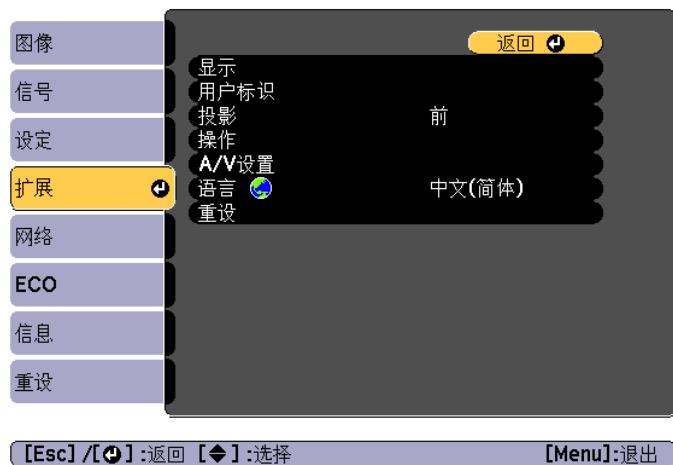 图像
信号
设定
扩展
网络
ECO
信息
重设
返回
显示
用户标识
投影 前
操作
A/V设置
语言 中文(简体)
重设
[Esc] /[ ] :返回 [ ] :选择 [Menu]:退出